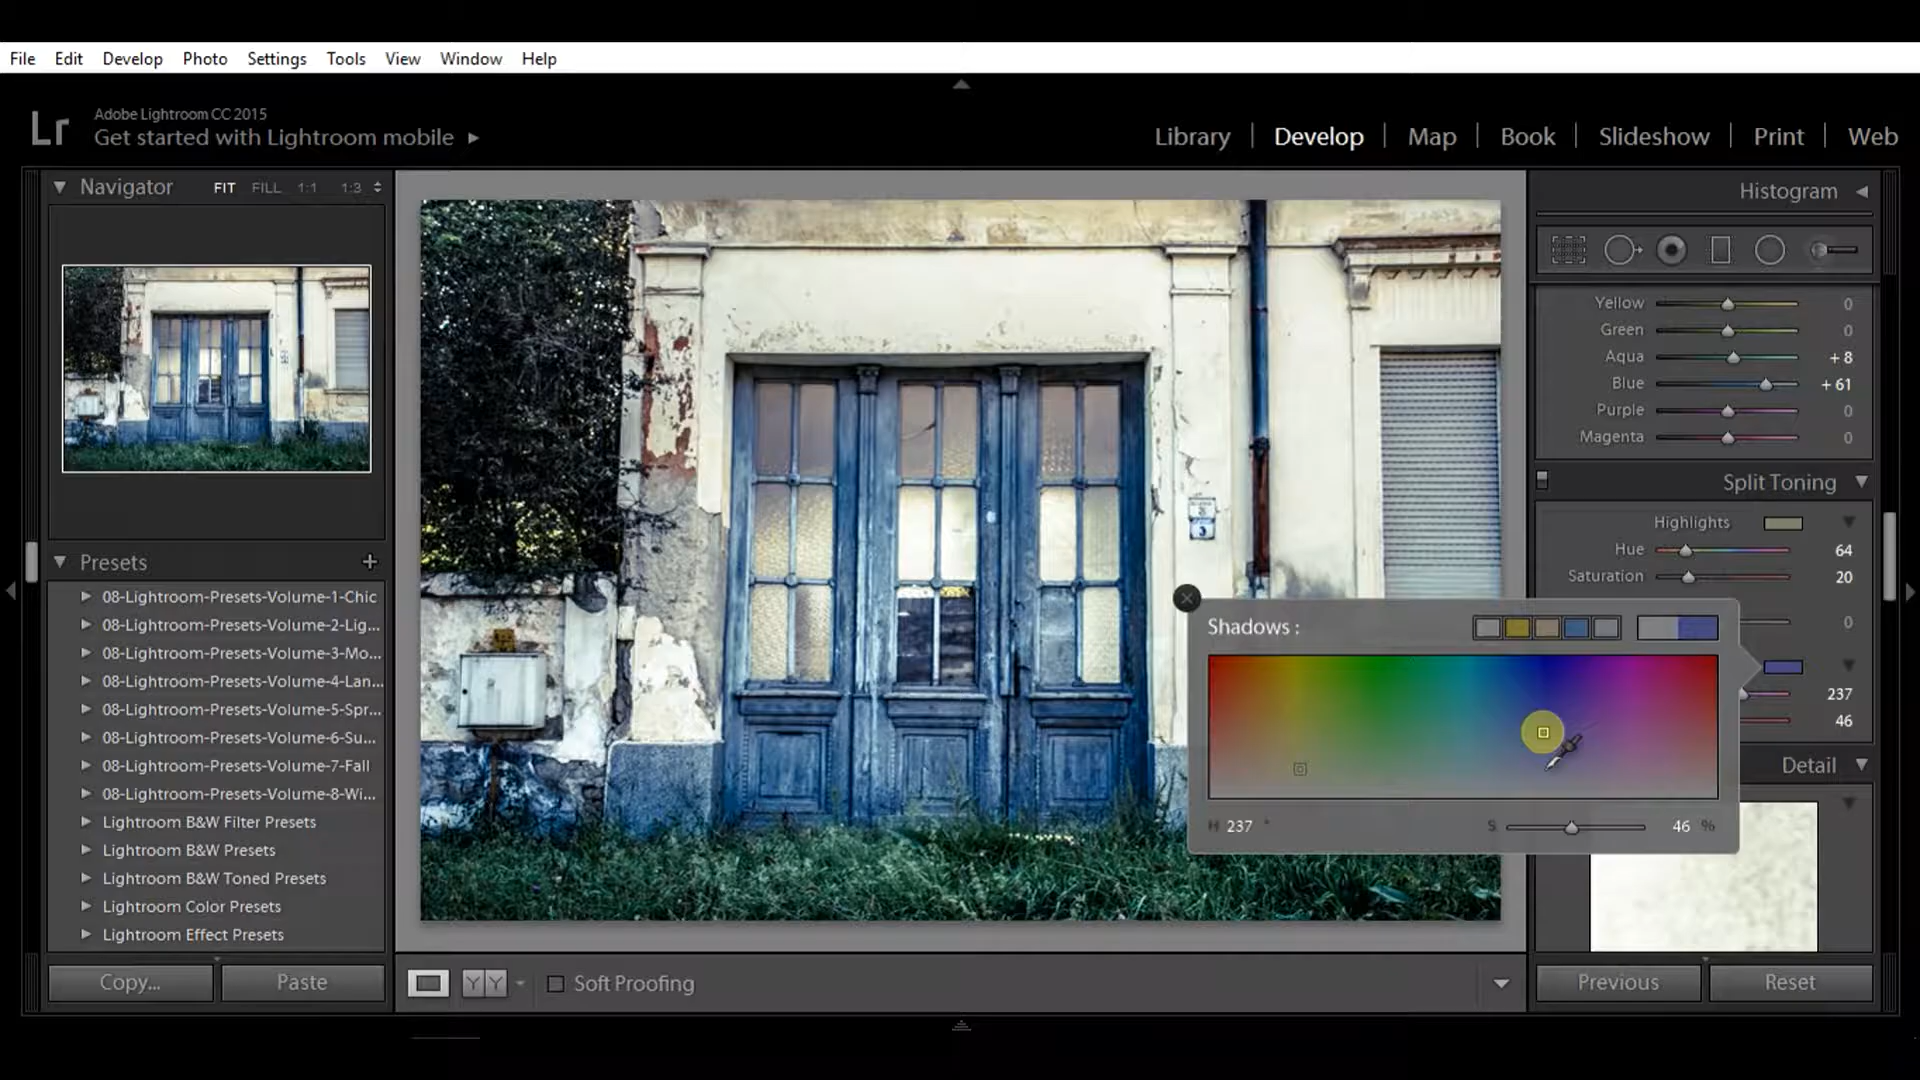 File Edit Develop Photo Settings Tools View Window Help
Lr
Adobe Lightroom CC 2015
Get started with Lightroom mobile
Library | Develop | Map | Book | Slideshow | Print | Web
Navigator FIT FILL 1:1 1:3
Histogram
Yellow 0
Green 0
Aqua + 8
Blue + 61
Purple 0
Magenta 0
Split Toning
Highlights
Hue 64
Saturation 20
0
237
46
Shadows :
H 237 °
S 46 %
Detail
Presets +
08-Lightroom-Presets-Volume-1-Chic
08-Lightroom-Presets-Volume-2-Lig...
08-Lightroom-Presets-Volume-3-Mo...
08-Lightroom-Presets-Volume-4-Lan...
08-Lightroom-Presets-Volume-5-Spr...
08-Lightroom-Presets-Volume-6-Su...
08-Lightroom-Presets-Volume-7-Fall
08-Lightroom-Presets-Volume-8-Wi...
Lightroom B&W Filter Presets
Lightroom B&W Presets
Lightroom B&W Toned Presets
Lightroom Color Presets
Lightroom Effect Presets
Copy... Paste
Y Y
Soft Proofing
Previous Reset